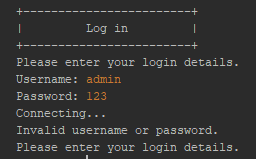 +------------------------+
|         Log in         |
+------------------------+
Please enter your login details.
Username: admin
Password: 123
Connecting...
Invalid username or password.
Please enter your login details.